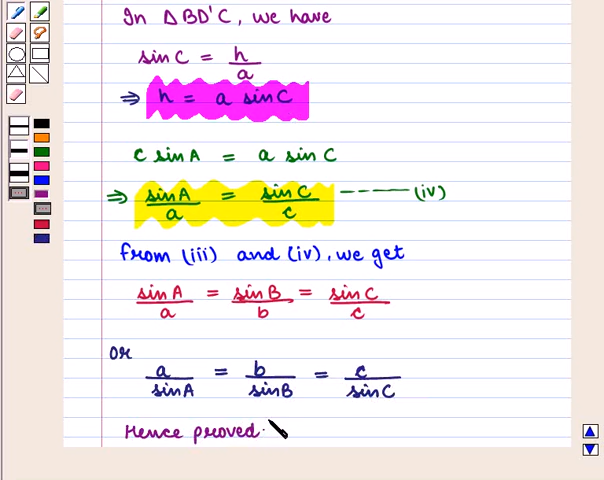 In ΔBD'C, we have
sin C = h/a
⇒ h = a sin C
c sin A = a sin C
⇒ sin A/a = sin C/c ------- (iv)
from (iii) and (iv), we get
sin A/a = sin B/b = sin C/c
or
a/sin A = b/sin B = c/sin C
Hence proved.